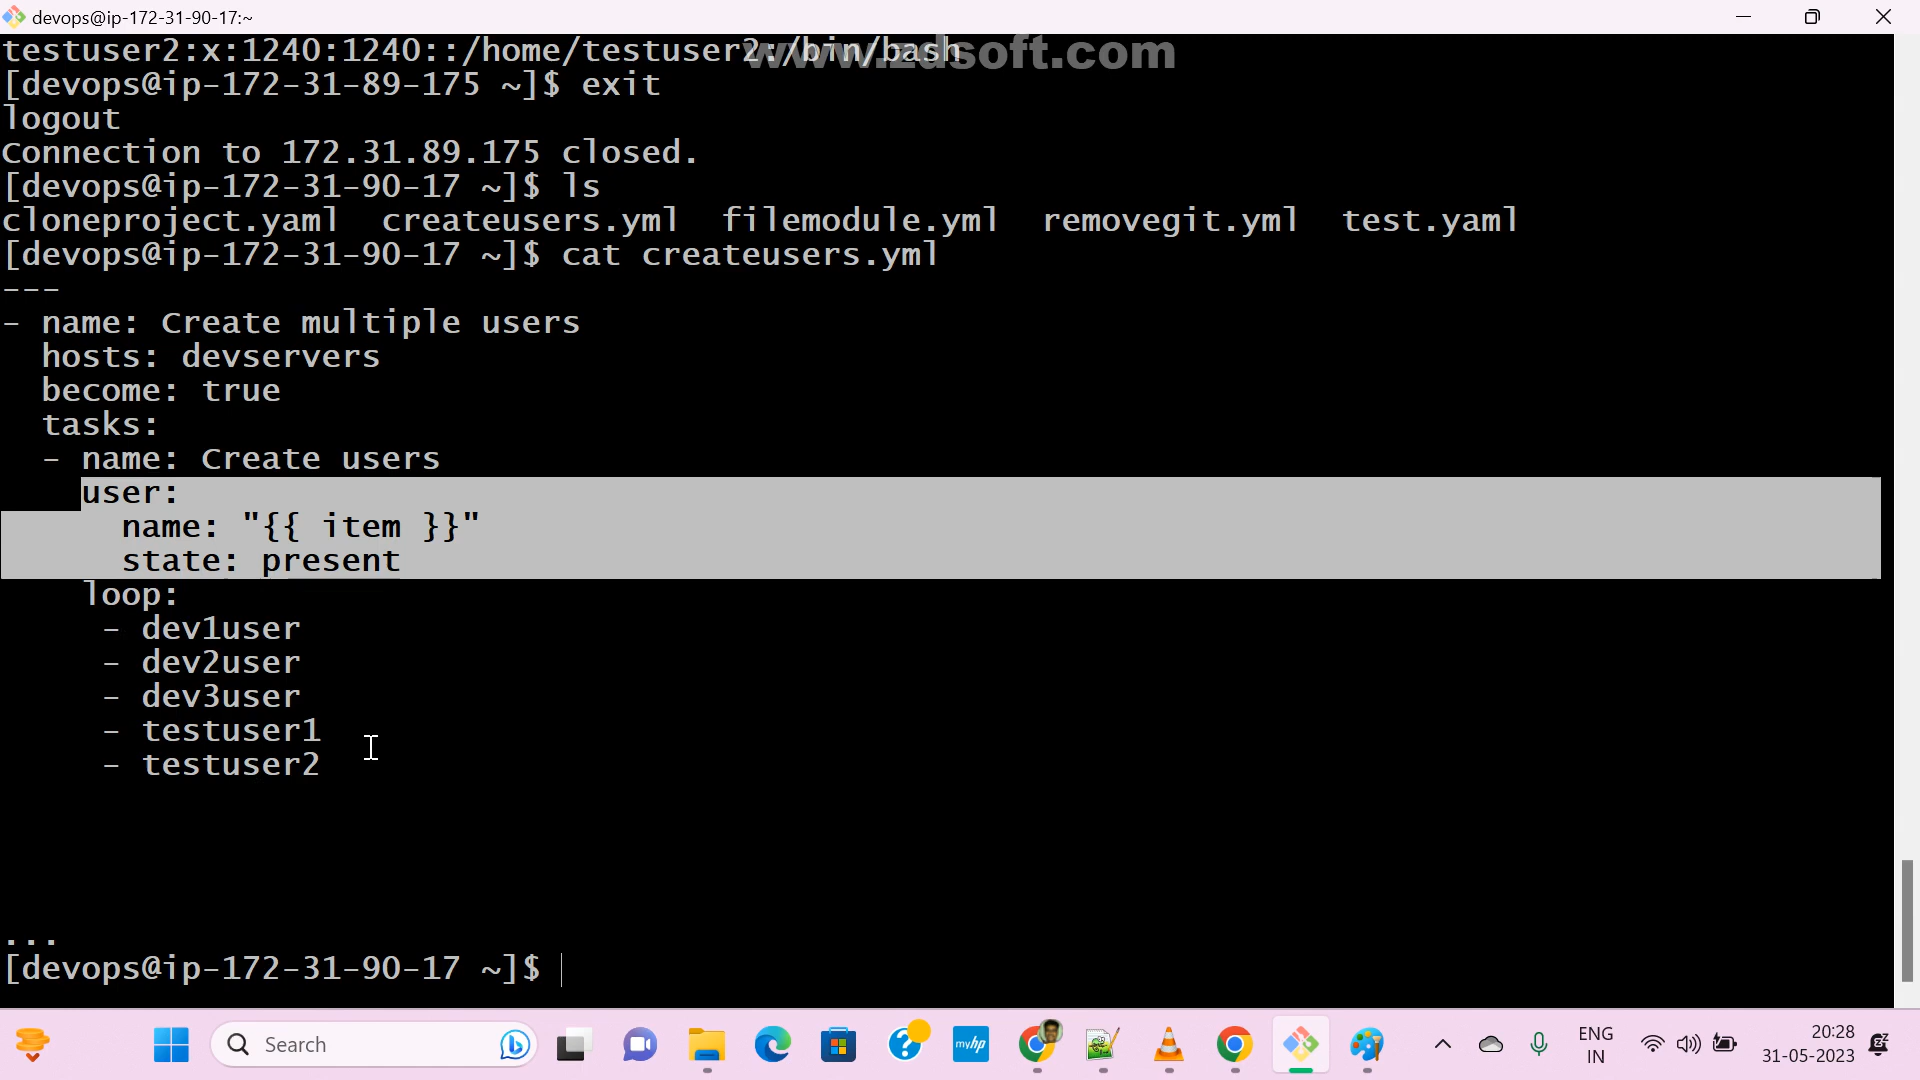 devops@ip-172-31-90-17:~
testuser2:x:1240:1240::/home/testuser2:/bin/bash
www.zdsoft.com
[devops@ip-172-31-89-175 ~]$ exit
logout
Connection to 172.31.89.175 closed.
[devops@ip-172-31-90-17 ~]$ ls
cloneproject.yaml  createusers.yml  filemodule.yml  removegit.yml  test.yaml
[devops@ip-172-31-90-17 ~]$ cat createusers.yml
---
- name: Create multiple users
  hosts: devservers
  become: true
  tasks:
  - name: Create users
    user:
      name: "{{ item }}"
      state: present
    loop:
     - dev1user
     - dev2user
     - dev3user
     - testuser1
     - testuser2
...
[devops@ip-172-31-90-17 ~]$
Search
myhp
ENG
IN
20:28
31-05-2023